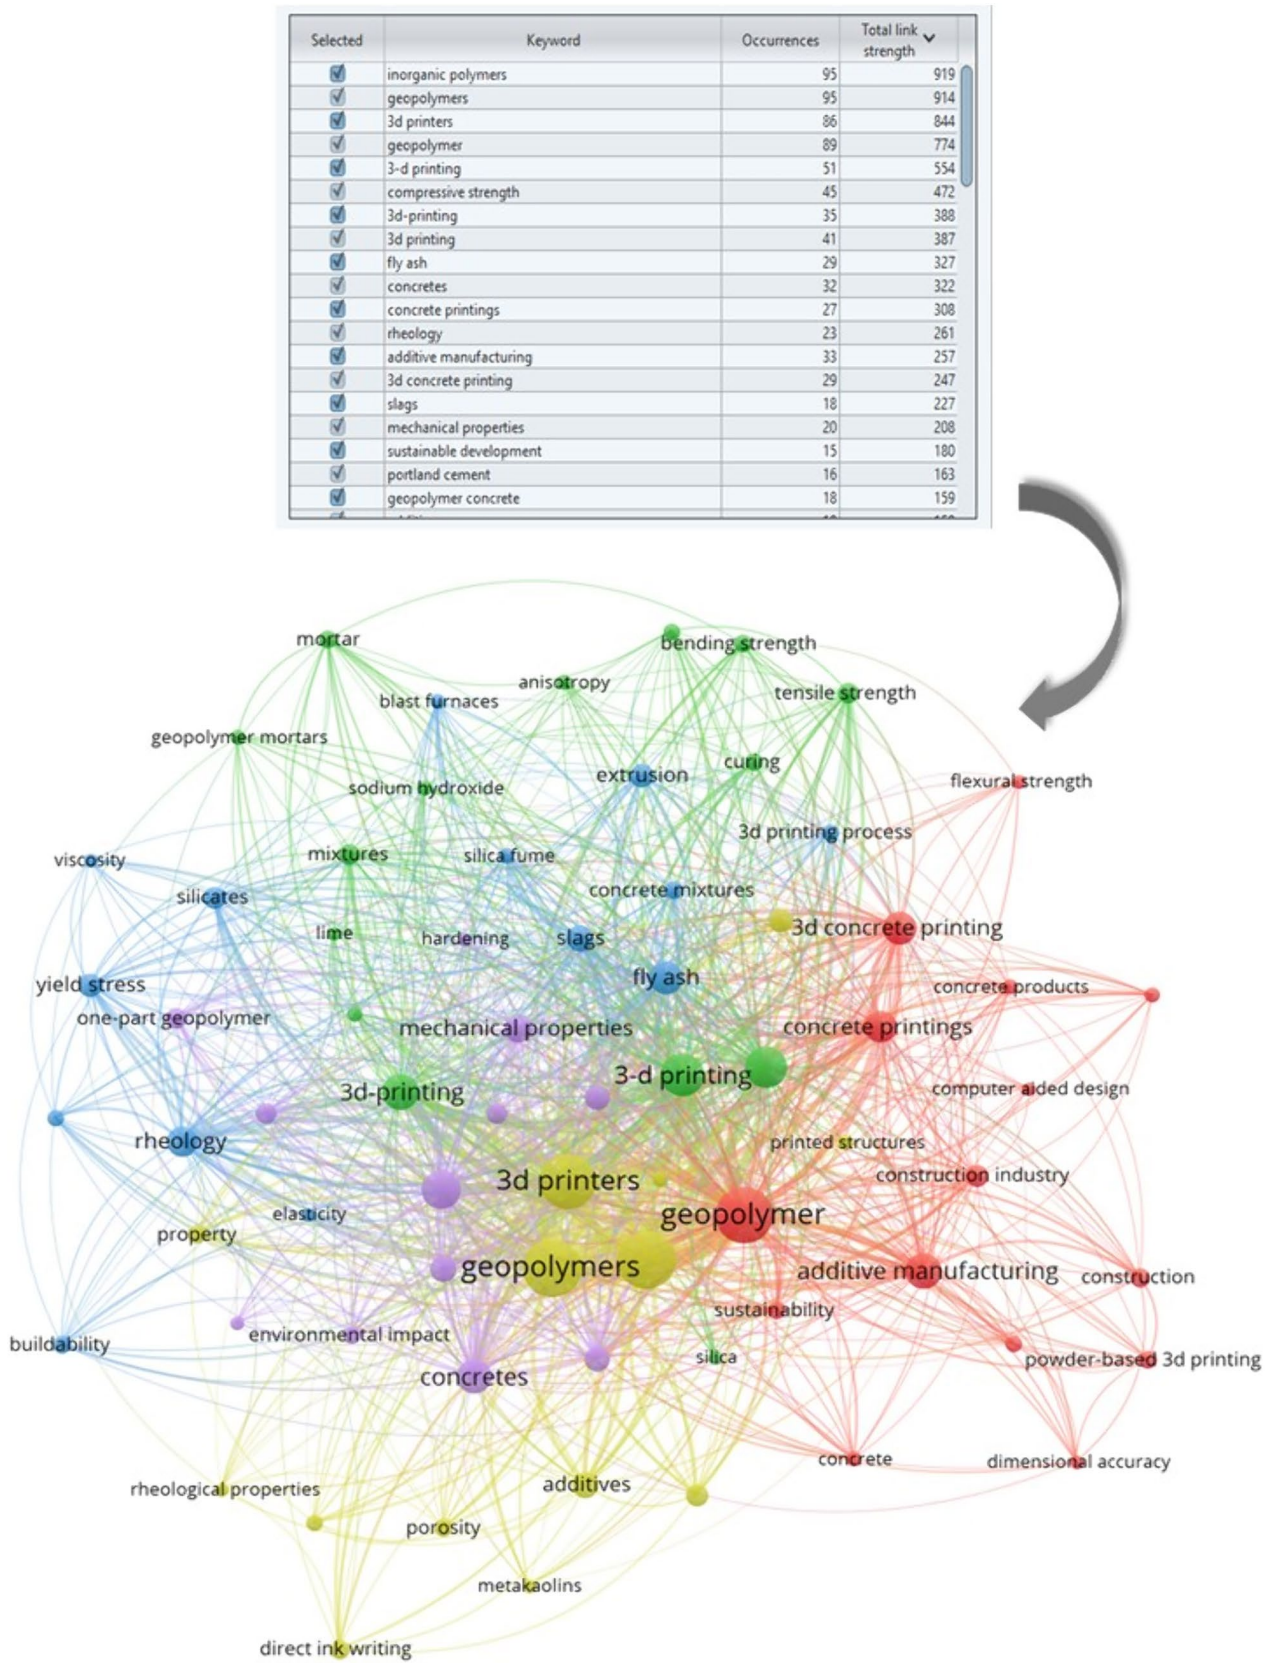 Selected Keyword Occurrences Total link strength
inorganic polymers 95 919
geopolymers 95 914
3d printers 86 844
geopolymer 89 774
3-d printing 51 554
compressive strength 45 472
3d-printing 35 388
3d printing 41 387
fly ash 29 327
concretes 32 322
concrete printings 27 308
rheology 23 261
additive manufacturing 33 257
3d concrete printing 29 247
slags 18 227
mechanical properties 20 208
sustainable development 15 180
portland cement 16 163
geopolymer concrete 18 159
mortar
bending strength
anisotropy
tensile strength
blast furnaces
geopolymer mortars
curing
extrusion
flexural strength
sodium hydroxide
3d printing process
mixtures
silica fume
viscosity
concrete mixtures
silicates
3d concrete printing
lime
hardening
slags
fly ash
yield stress
concrete products
one-part geopolymer
mechanical properties
concrete printings
3-d printing
3d-printing
computer aided design
rheology
printed structures
construction industry
3d printers
elasticity
geopolymer
property
geopolymers
additive manufacturing
construction
sustainability
environmental impact
buildability
silica
powder-based 3d printing
concretes
concrete
dimensional accuracy
additives
rheological properties
porosity
metakaolins
direct ink writing